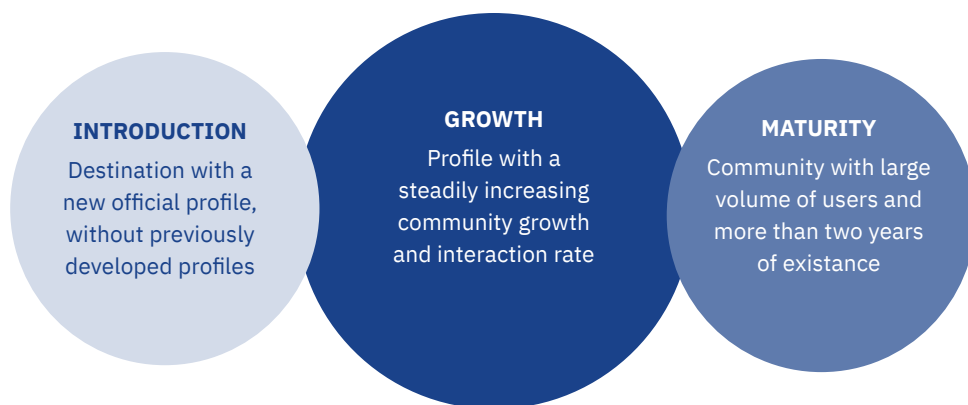 INTRODUCTION
Destination with a
new official profile,
without previously
developed profiles
GROWTH
Profile with a
steadily increasing
community growth
and interaction rate
MATURITY
Community with large
volume of users and
more than two years
of existance